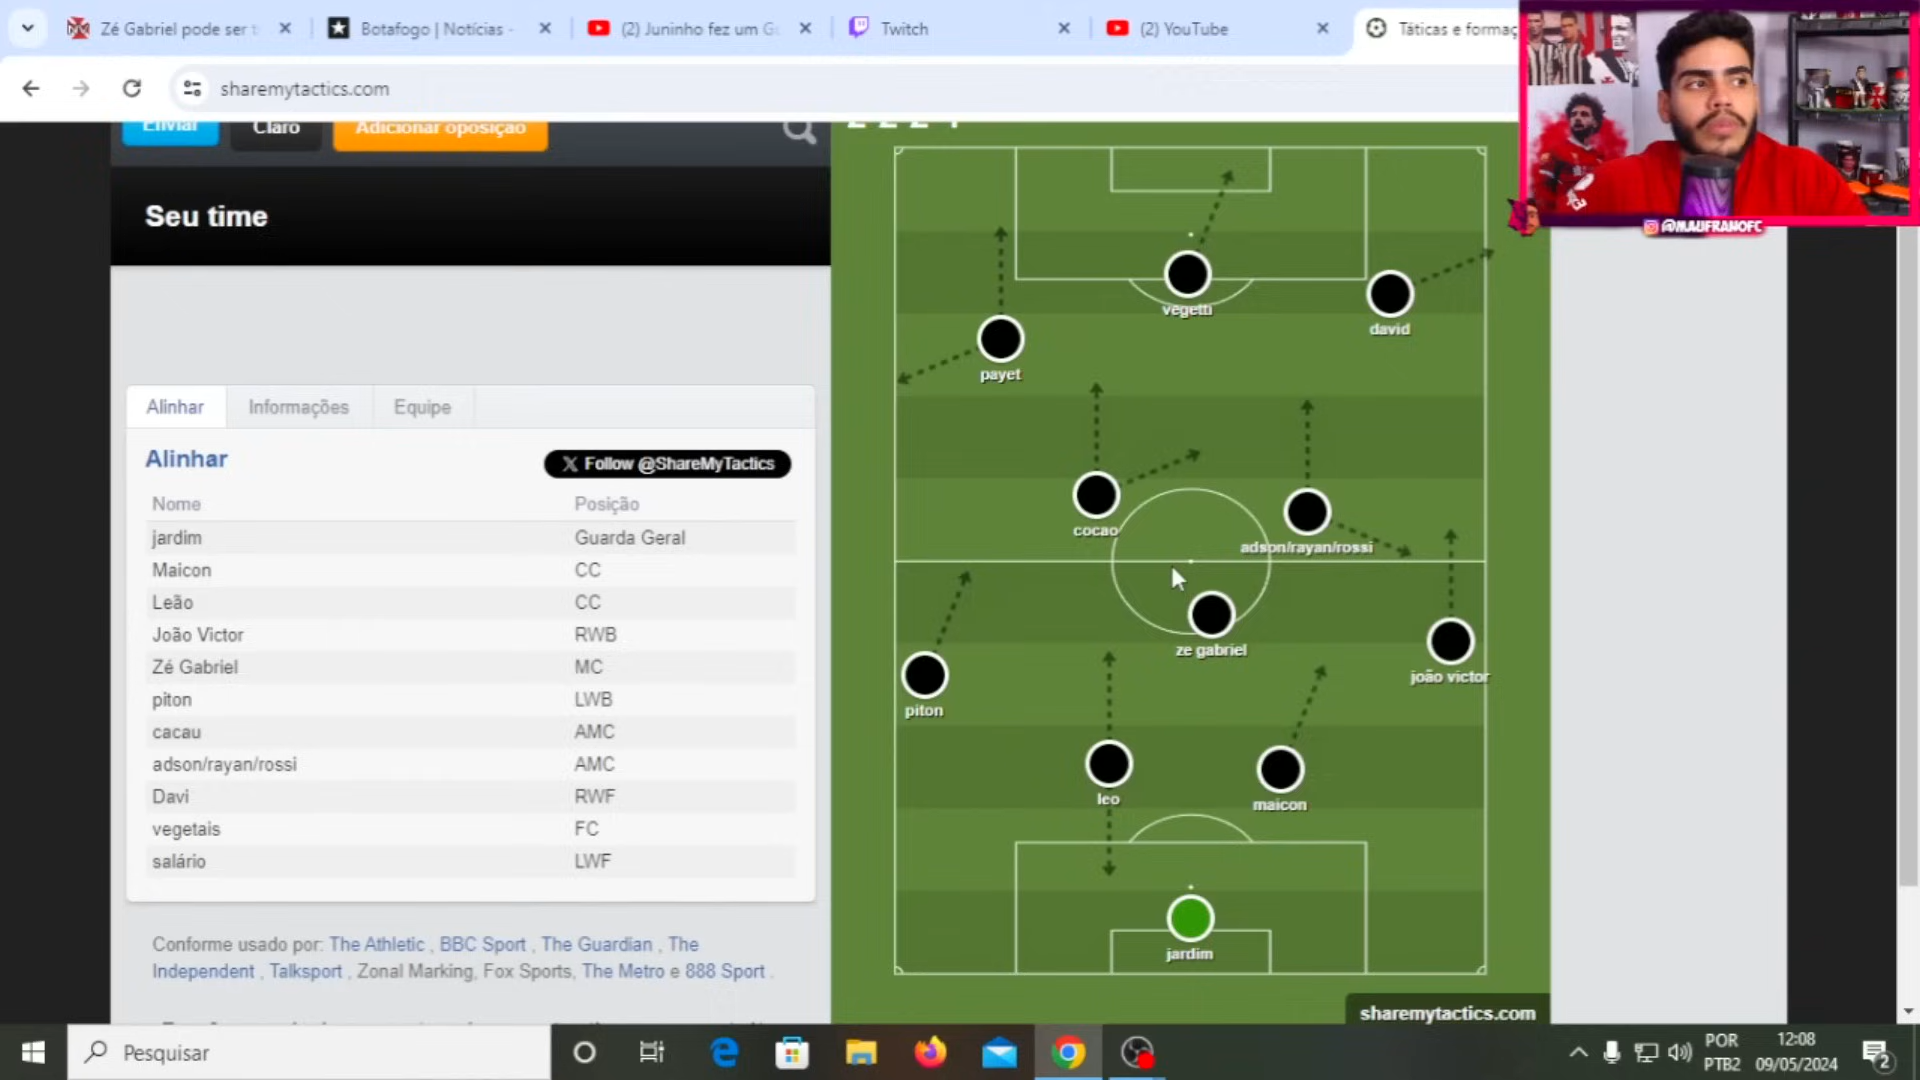 Zé Gabriel pode ser t
Botafogo | Notícias -
(2) Juninho fez um G
Twitch
(2) YouTube
Táticas e formaç
sharemytactics.com
Enviar
Claro
Adicionar oposição
@MAUFRANOFC
Seu time
Alinhar
Informações
Equipe
Alinhar
Follow @ShareMyTactics
Nome Posição
jardim Guarda Geral
Maicon CC
Leão CC
João Victor RWB
Zé Gabriel MC
piton LWB
cacau AMC
adson/rayan/rossi AMC
Davi RWF
vegetais FC
salário LWF
Conforme usado por: The Athletic , BBC Sport , The Guardian , The
Independent , Talksport , Zonal Marking, Fox Sports, The Metro e 888 Sport .
vegetti
david
payet
cocao
adson/rayan/rossi
ze gabriel
joão victor
piton
leo
maicon
jardim
sharemytactics.com
Pesquisar
POR
PTB2
12:08
09/05/2024
2